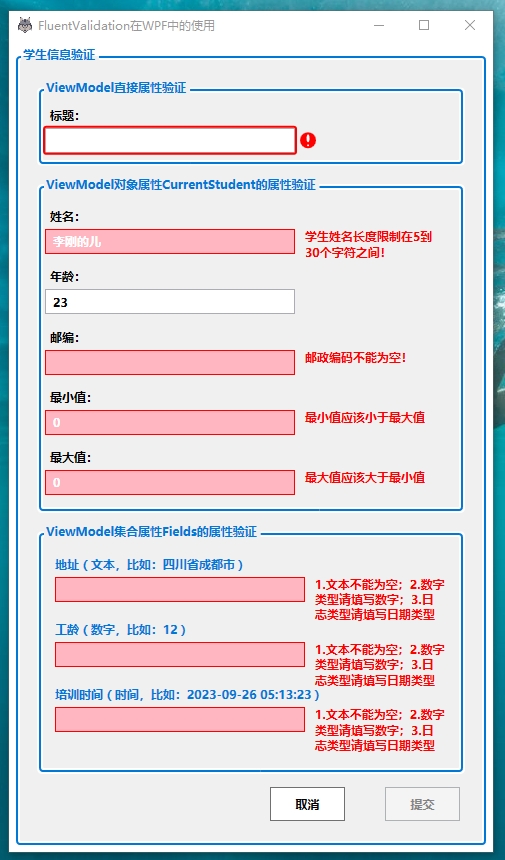 FluentValidation在WPF中的使用
学生信息验证
ViewModel直接属性验证
标题：
ViewModel对象属性CurrentStudent的属性验证
姓名：
李刚的儿
学生姓名长度限制在5到
30个字符之间！
年龄：
23
邮编：
邮政编码不能为空！
最小值：
0
最小值应该小于最大值
最大值：
0
最大值应该大于最小值
ViewModel集合属性Fields的属性验证
地址（文本，比如：四川省成都市）
1.文本不能为空；2.数字
类型请填写数字；3.日
志类型请填写日期类型
工龄（数字，比如：12）
1.文本不能为空；2.数字
类型请填写数字；3.日
志类型请填写日期类型
培训时间（时间，比如：2023-09-26 05:13:23）
1.文本不能为空；2.数字
类型请填写数字；3.日
志类型请填写日期类型
取消
提交